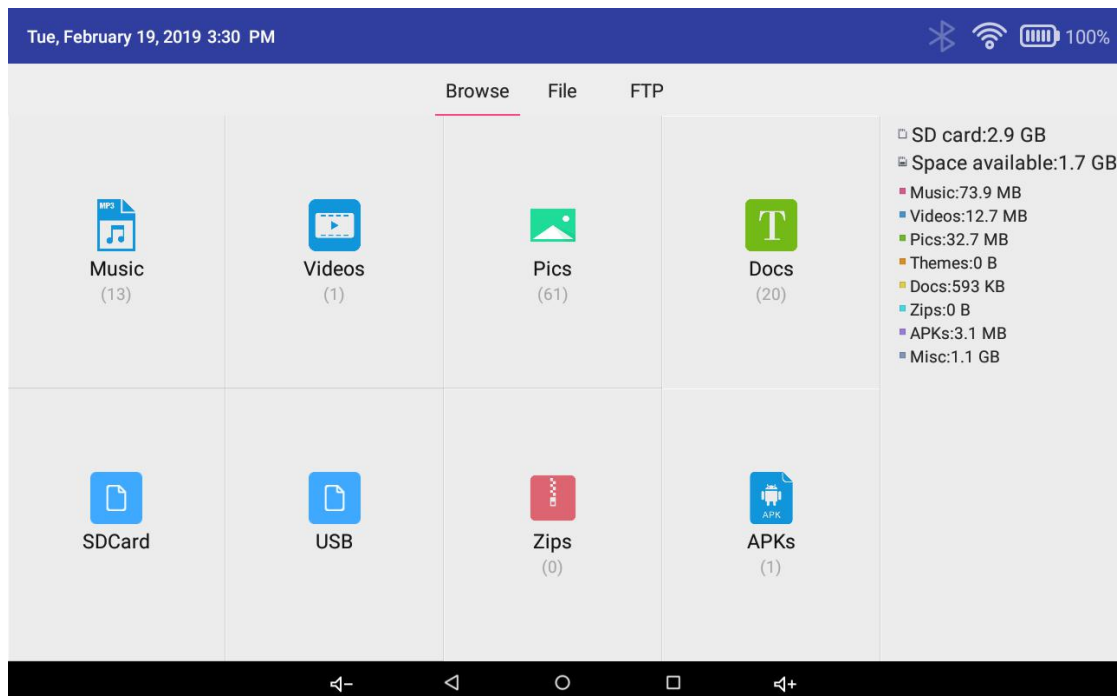 Tue, February 19, 2019 3:30 PM
100%
Browse File FTP
MP3
Music
(13)
Videos
(1)
Pics
(61)
T
Docs
(20)
SD card:2.9 GB
Space available:1.7 GB
Music:73.9 MB
Videos:12.7 MB
Pics:32.7 MB
Themes:0 B
Docs:593 KB
Zips:0 B
APKs:3.1 MB
Misc:1.1 GB
SDCard
USB
Zips
(0)
APK
APKs
(1)